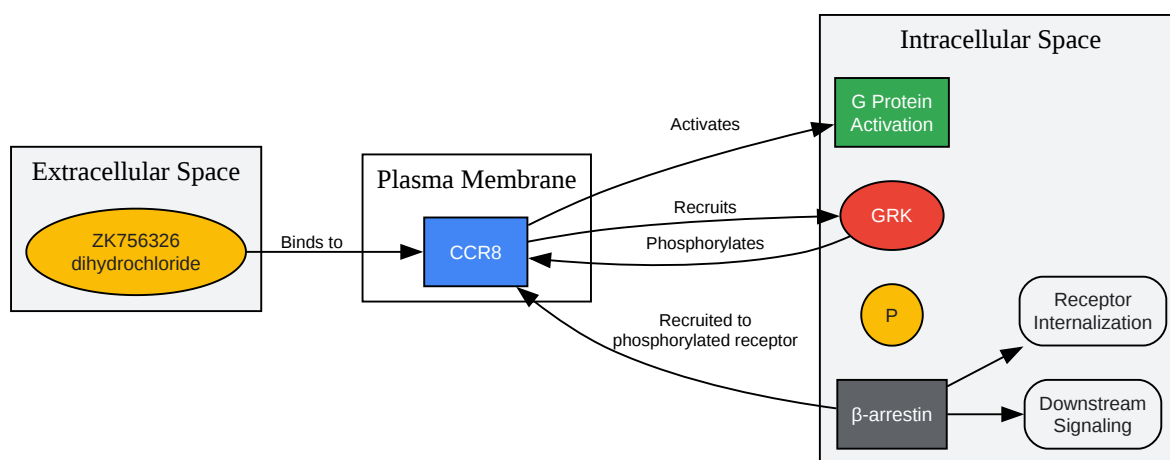 Extracellular Space
ZK756326
dihydrochloride
Binds to
Plasma Membrane
CCR8
Activates
Recruits
Phosphorylates
Recruited to
phosphorylated receptor
Intracellular Space
G Protein
Activation
GRK
P
β-arrestin
Receptor
Internalization
Downstream
Signaling